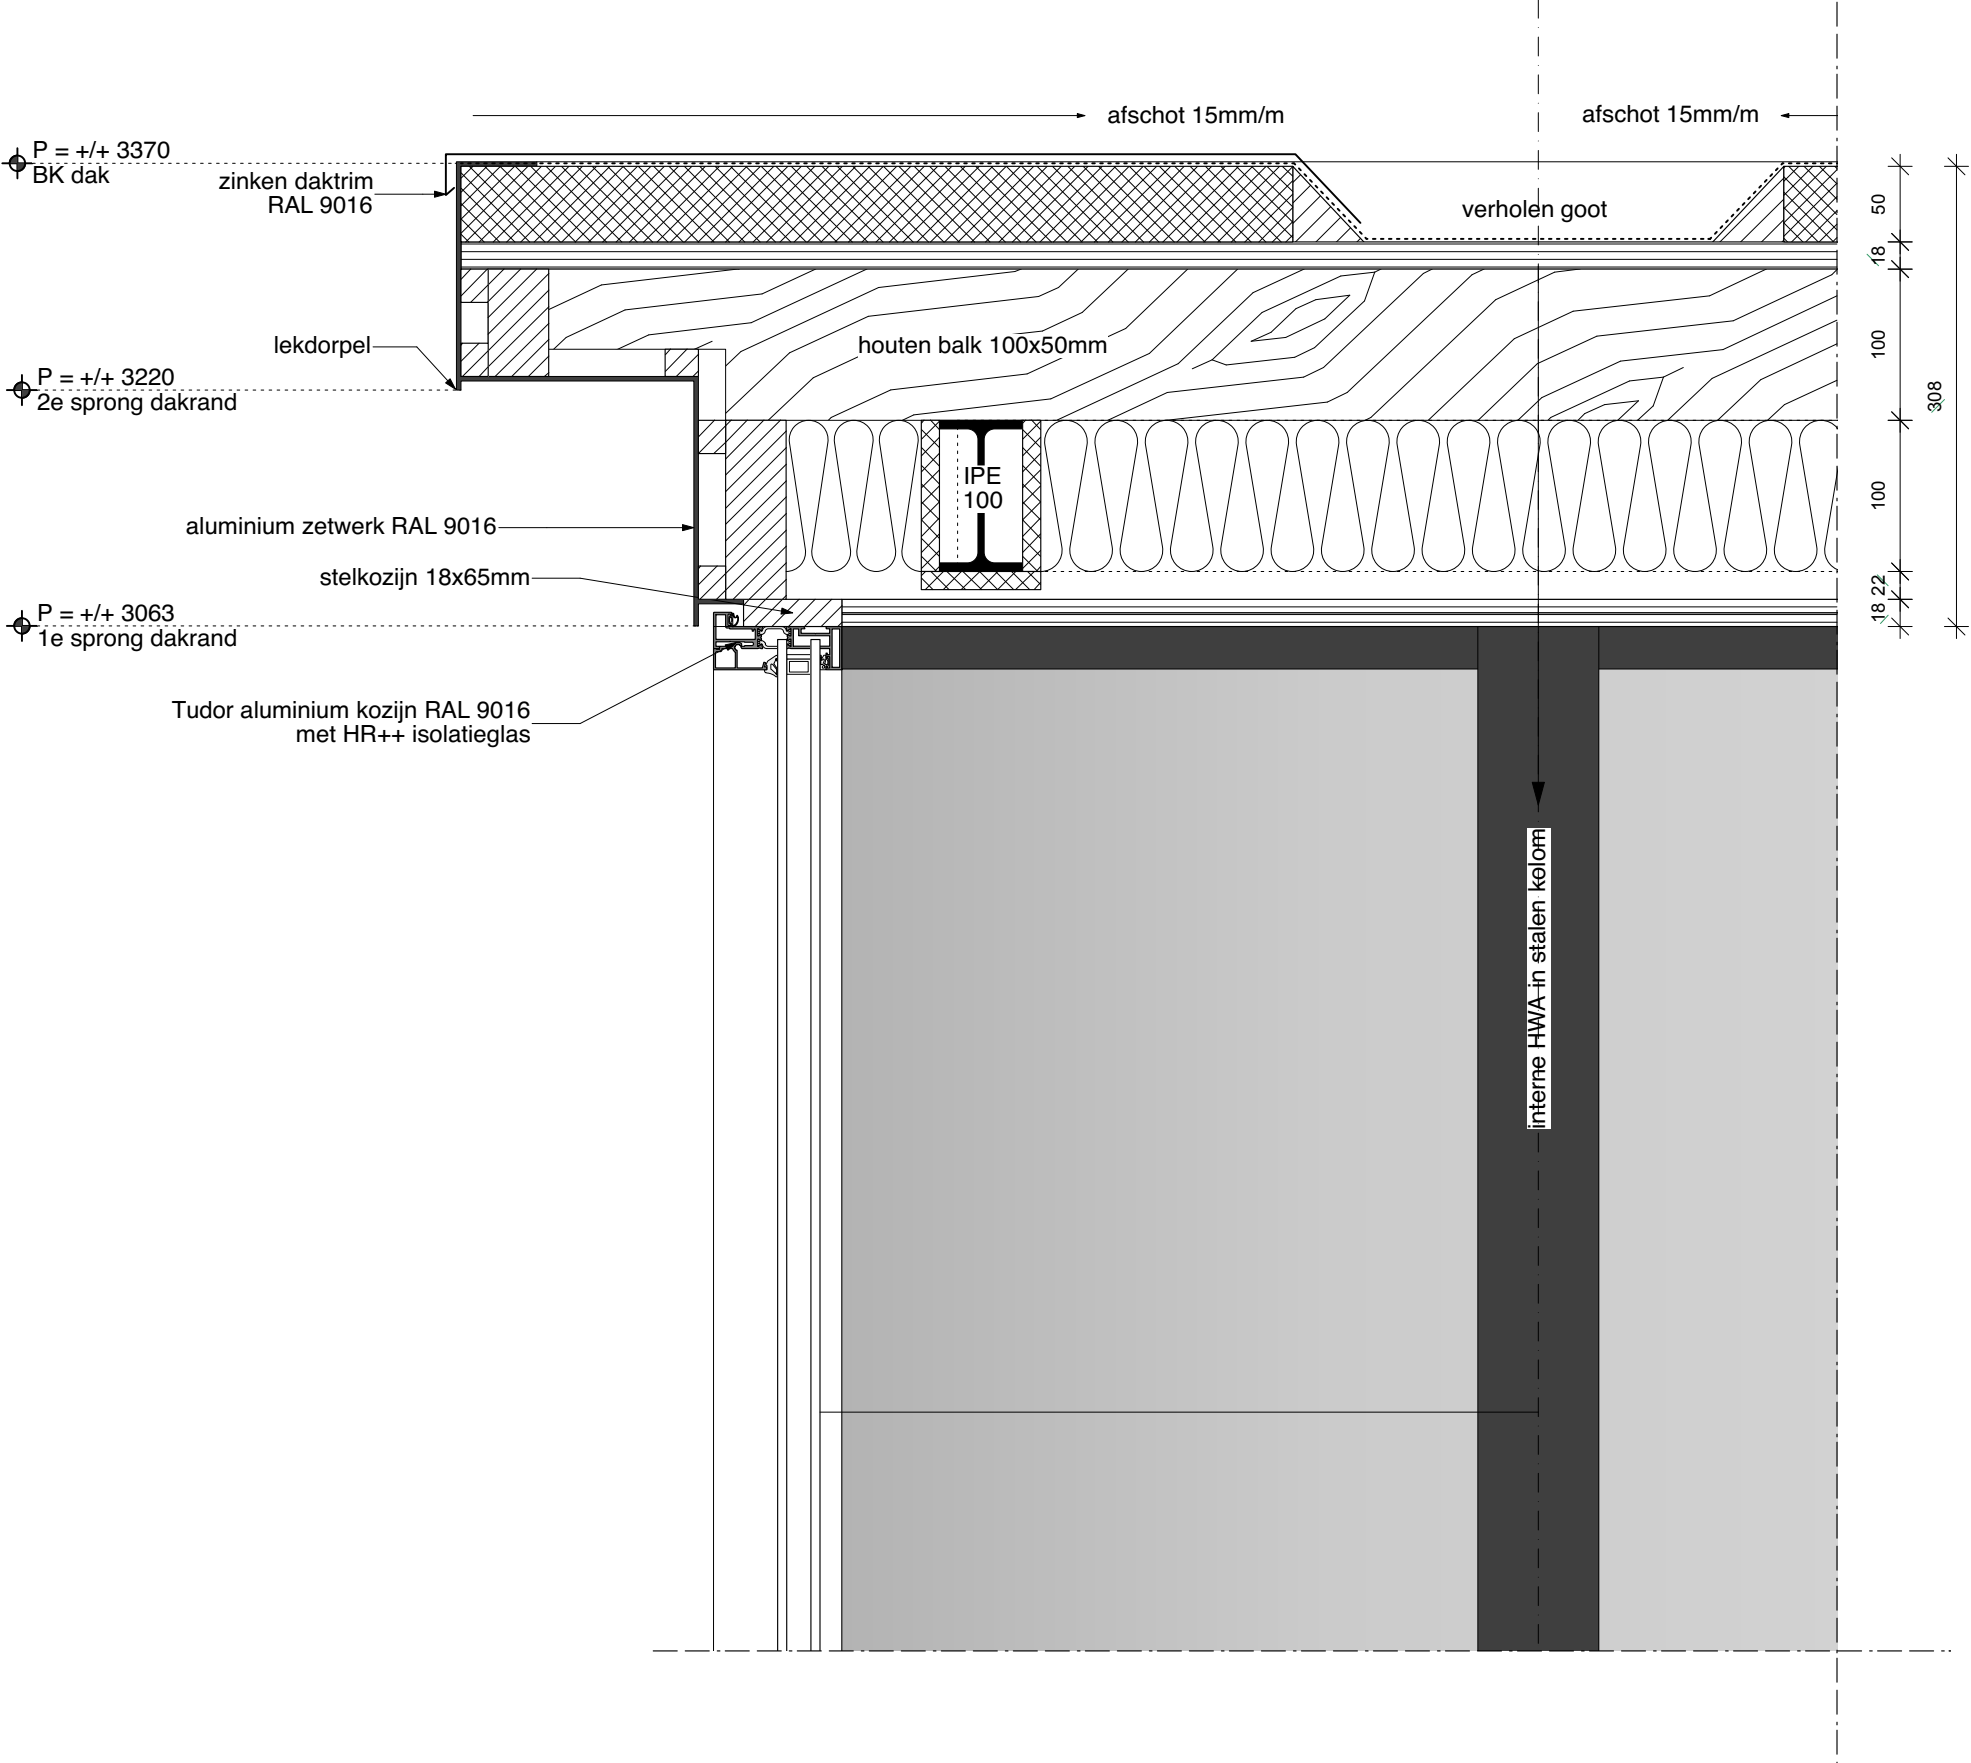 afschot 15mm/m
afschot 15mm/m
P = +/+ 3370
BK dak
zinken daktrim
RAL 9016
verholen goot
50
18
lekdorpel
houten balk 100x50mm
100
P = +/+ 3220
2e sprong dakrand
308
IPE
100
100
aluminium zetwerk RAL 9016
stelkozijn 18x65mm
22
P = +/+ 3063
1e sprong dakrand
18
Tudor aluminium kozijn RAL 9016
met HR++ isolatieglas
interne HWA in stalen kolom